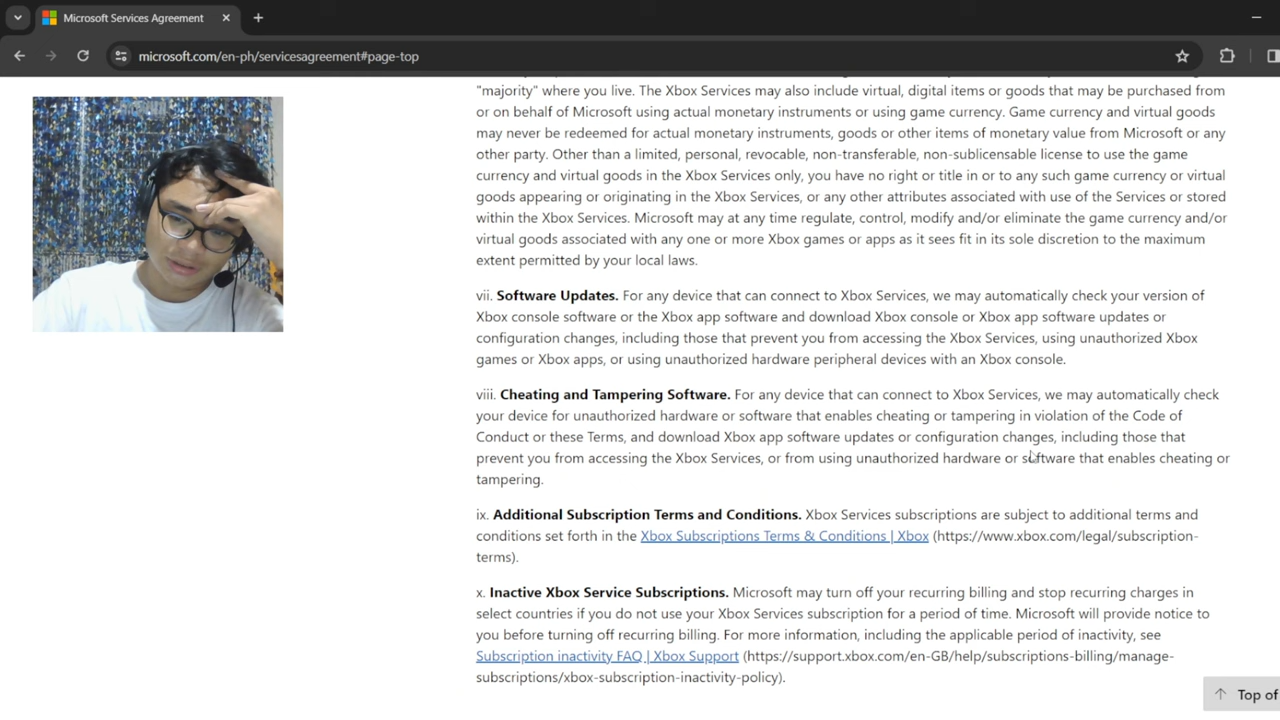 Microsoft Services Agreement
microsoft.com/en-ph/servicesagreement#page-top
"majority" where you live. The Xbox Services may also include virtual, digital items or goods that may be purchased from
or on behalf of Microsoft using actual monetary instruments or using game currency. Game currency and virtual goods
may never be redeemed for actual monetary instruments, goods or other items of monetary value from Microsoft or any
other party. Other than a limited, personal, revocable, non-transferable, non-sublicensable license to use the game
currency and virtual goods in the Xbox Services only, you have no right or title in or to any such game currency or virtual
goods appearing or originating in the Xbox Services, or any other attributes associated with use of the Services or stored
within the Xbox Services. Microsoft may at any time regulate, control, modify and/or eliminate the game currency and/or
virtual goods associated with any one or more Xbox games or apps as it sees fit in its sole discretion to the maximum
extent permitted by your local laws.
vii. Software Updates. For any device that can connect to Xbox Services, we may automatically check your version of
Xbox console software or the Xbox app software and download Xbox console or Xbox app software updates or
configuration changes, including those that prevent you from accessing the Xbox Services, using unauthorized Xbox
games or Xbox apps, or using unauthorized hardware peripheral devices with an Xbox console.
viii. Cheating and Tampering Software. For any device that can connect to Xbox Services, we may automatically check
your device for unauthorized hardware or software that enables cheating or tampering in violation of the Code of
Conduct or these Terms, and download Xbox app software updates or configuration changes, including those that
prevent you from accessing the Xbox Services, or from using unauthorized hardware or software that enables cheating or
tampering.
ix. Additional Subscription Terms and Conditions. Xbox Services subscriptions are subject to additional terms and
conditions set forth in the Xbox Subscriptions Terms & Conditions | Xbox (https://www.xbox.com/legal/subscription-
terms).
x. Inactive Xbox Service Subscriptions. Microsoft may turn off your recurring billing and stop recurring charges in
select countries if you do not use your Xbox Services subscription for a period of time. Microsoft will provide notice to
you before turning off recurring billing. For more information, including the applicable period of inactivity, see
Subscription inactivity FAQ | Xbox Support (https://support.xbox.com/en-GB/help/subscriptions-billing/manage-
subscriptions/xbox-subscription-inactivity-policy).
Top of